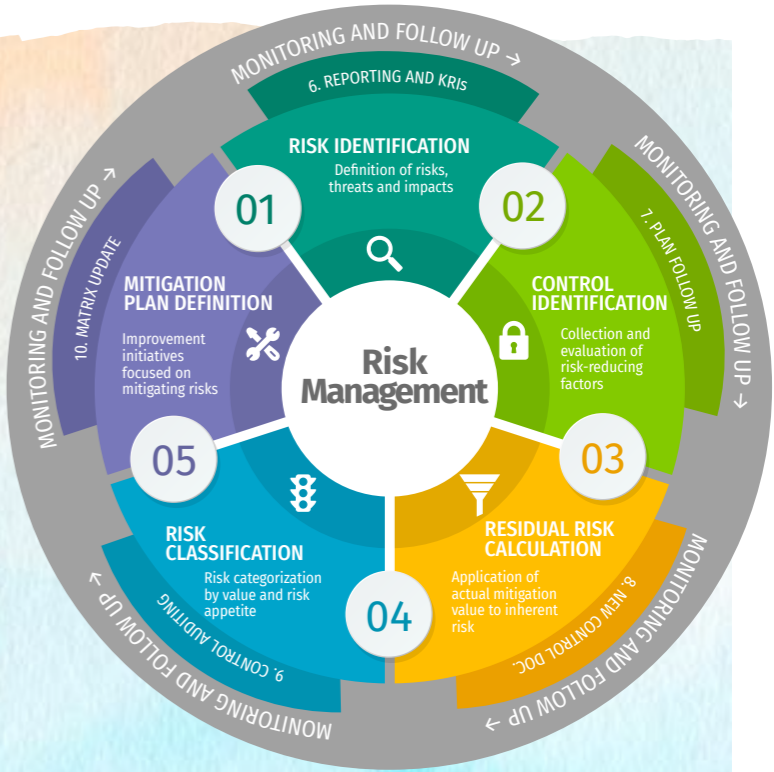 MONITORING AND FOLLOW UP →
6. REPORTING AND KRIs
RISK IDENTIFICATION
Definition of risks,
threats and impacts
01
02
MONITORING AND FOLLOW UP →
7. PLAN FOLLOW UP
CONTROL
IDENTIFICATION
Collection and
evaluation of
risk-reducing
factors
03
MONITORING AND FOLLOW UP →
8. NEW CONTROL DOC.
RESIDUAL RISK
CALCULATION
Application of
actual mitigation
value to inherent
risk
04
MONITORING AND FOLLOW UP →
9. CONTROL AUDITING
RISK
CLASSIFICATION
Risk categorization
by value and risk
appetite
05
MONITORING AND FOLLOW UP →
10. MATRIX UPDATE
MITIGATION
PLAN DEFINITION
Improvement
initiatives
focused on
mitigating risks
Risk
Management